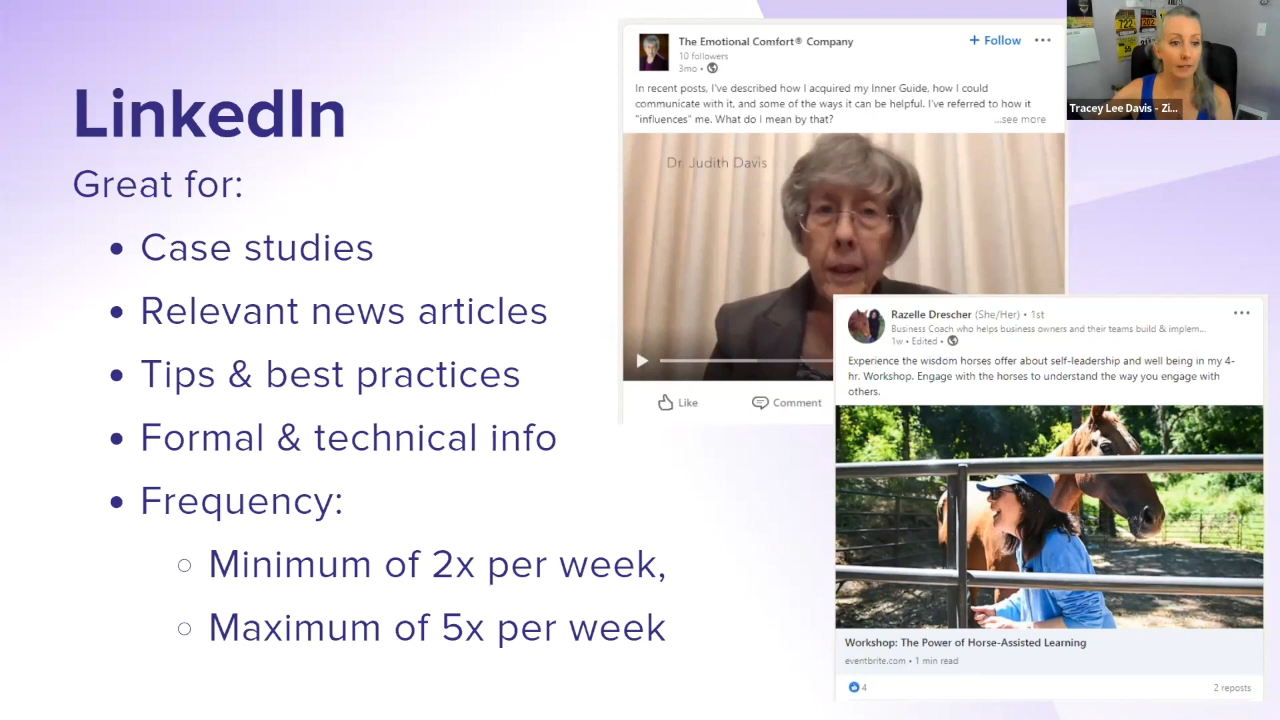 LinkedIn
Great for:
• Case studies
• Relevant news articles
• Tips & best practices
• Formal & technical info
• Frequency:
○ Minimum of 2x per week,
○ Maximum of 5x per week
The Emotional Comfort® Company
+ Follow
10 followers
3mo •
In recent posts, I've described how I acquired my Inner Guide, how I could
communicate with it, and some of the ways it can be helpful. I've referred to how it
"influences" me. What do I mean by that?
...see more
Dr. Judith Davis
Like
Comment
Razelle Drescher (She/Her) • 1st
Business Coach who helps business owners and their teams build & implem...
1w • Edited •
Experience the wisdom horses offer about self-leadership and well being in my 4-
hr. Workshop. Engage with the horses to understand the way you engage with
others.
Workshop: The Power of Horse-Assisted Learning
eventbrite.com • 1 min read
4
2 reposts
722
202
55
Tracey Lee Davis - Zi...